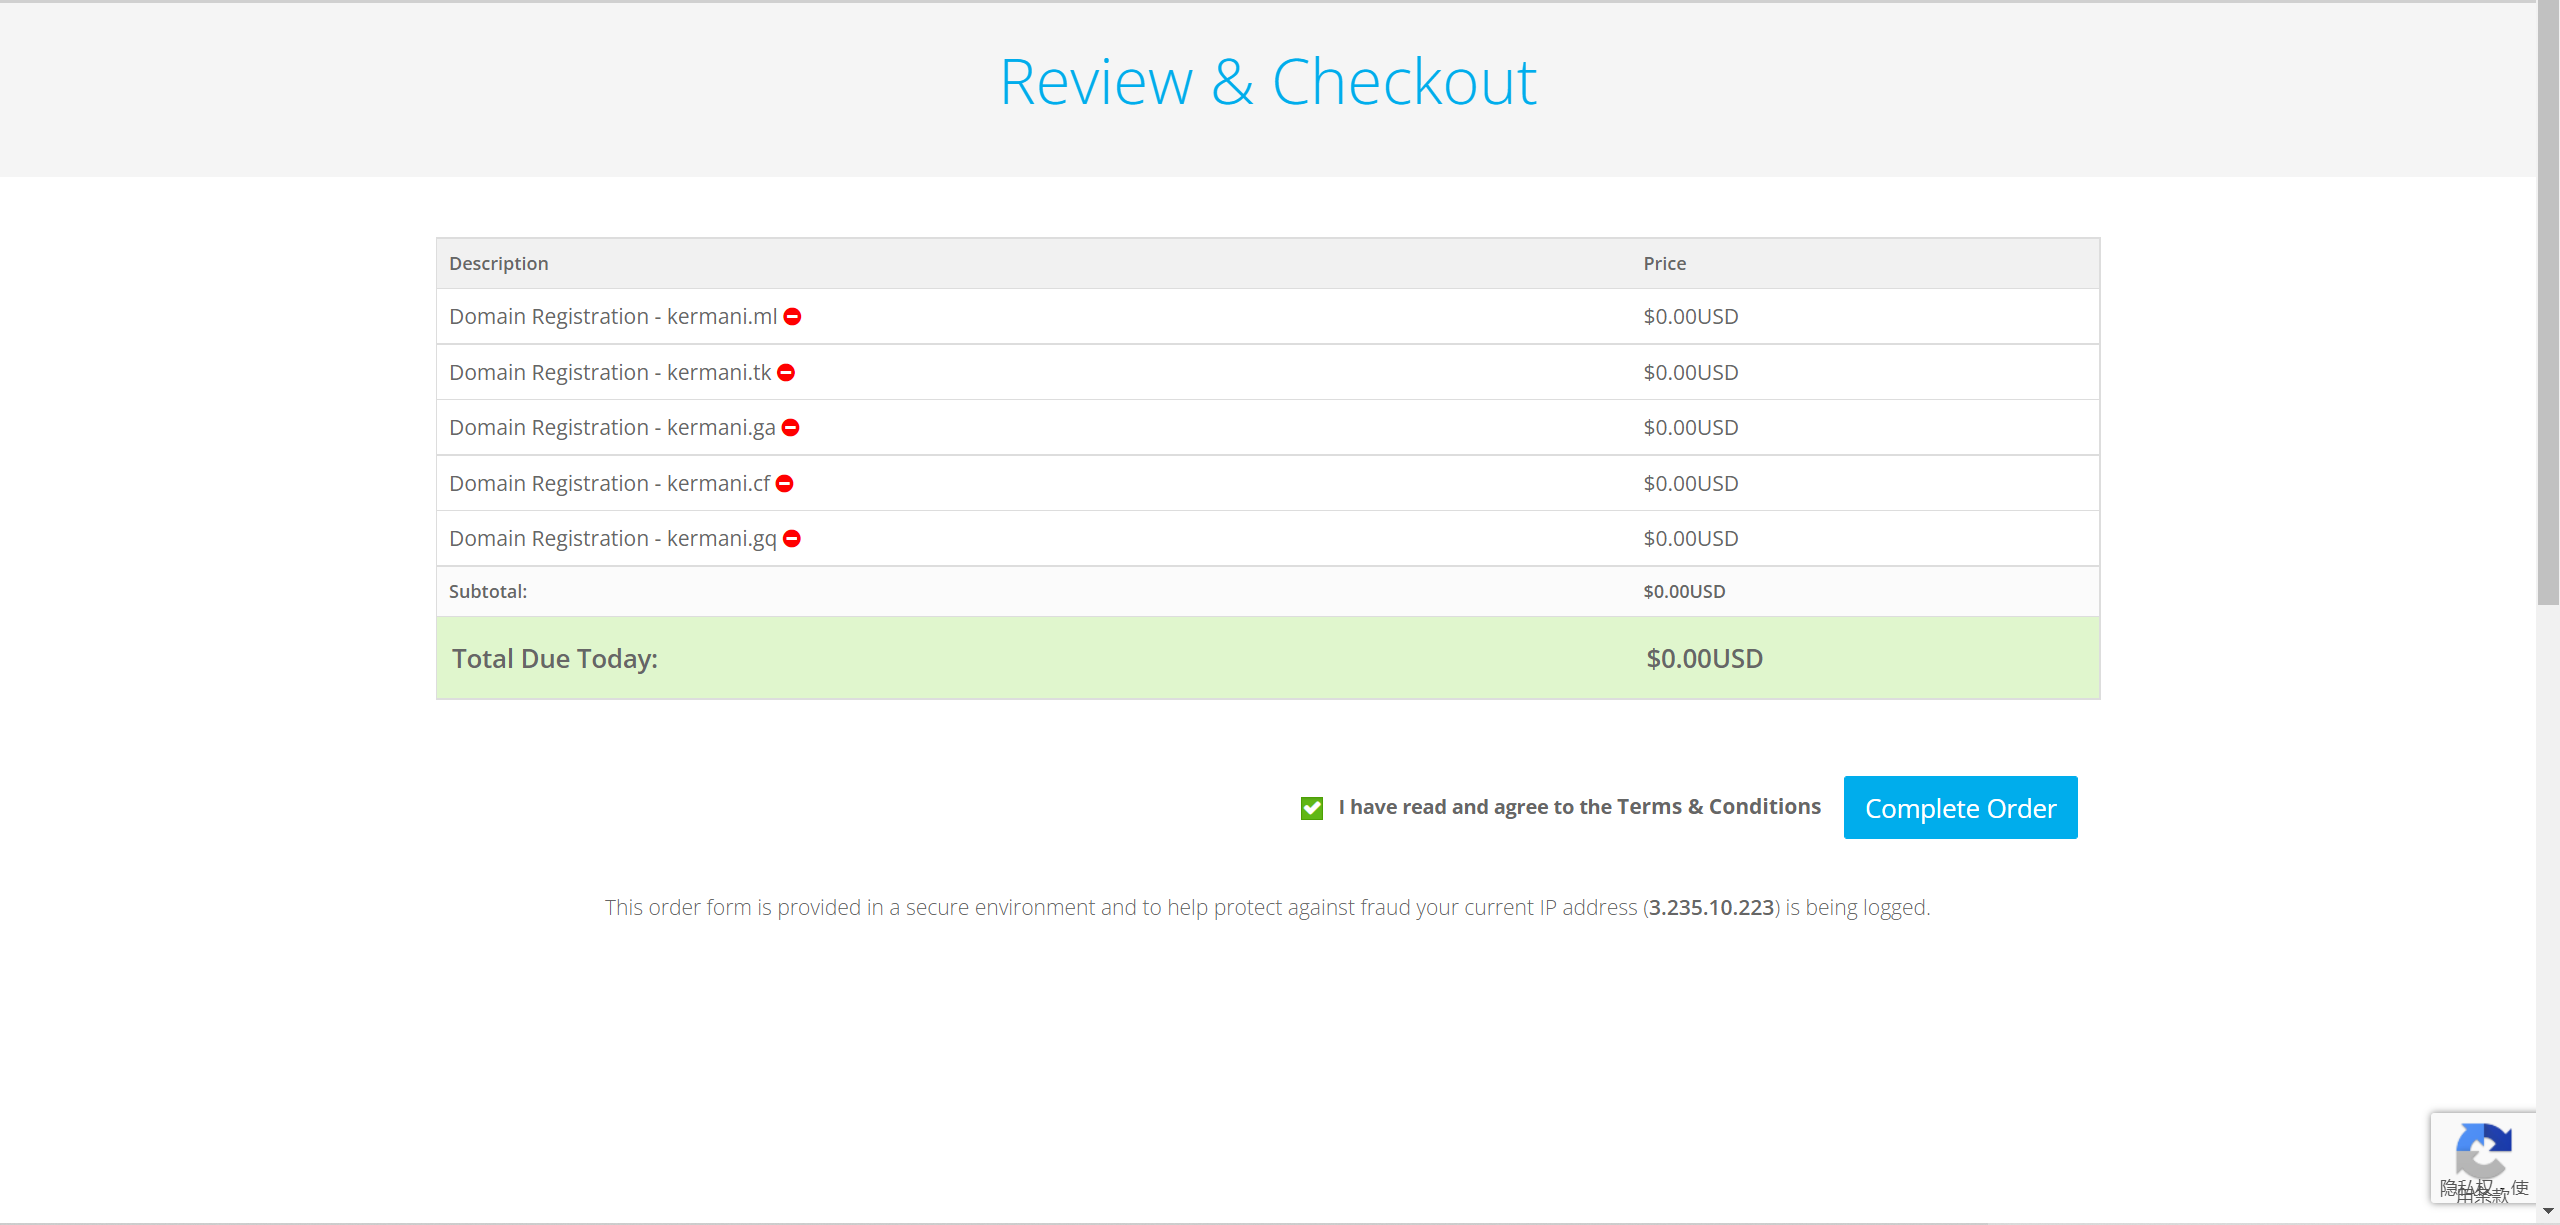 Review & Checkout
Description Price
Domain Registration - kermani.ml $0.00USD
Domain Registration - kermani.tk $0.00USD
Domain Registration - kermani.ga $0.00USD
Domain Registration - kermani.cf $0.00USD
Domain Registration - kermani.gq $0.00USD
Subtotal: $0.00USD
Total Due Today: $0.00USD
I have read and agree to the Terms & Conditions Complete Order
This order form is provided in a secure environment and to help protect against fraud your current IP address (3.235.10.223) is being logged.
隐私权 - 使
用条款